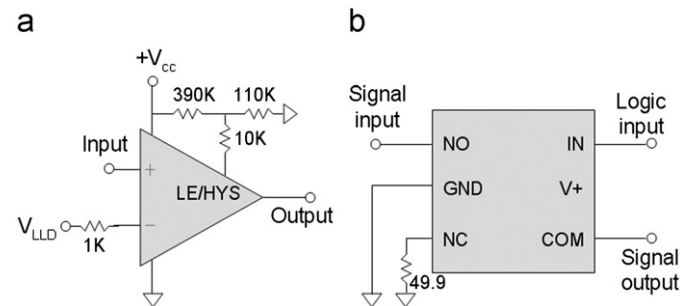 a
b
+Vcc
390K
110K
10K
Input
LE/HYS
+
−
VLLD
1K
Output
Signal input
Logic input
NO
IN
GND
V+
NC
COM
49.9
Signal output